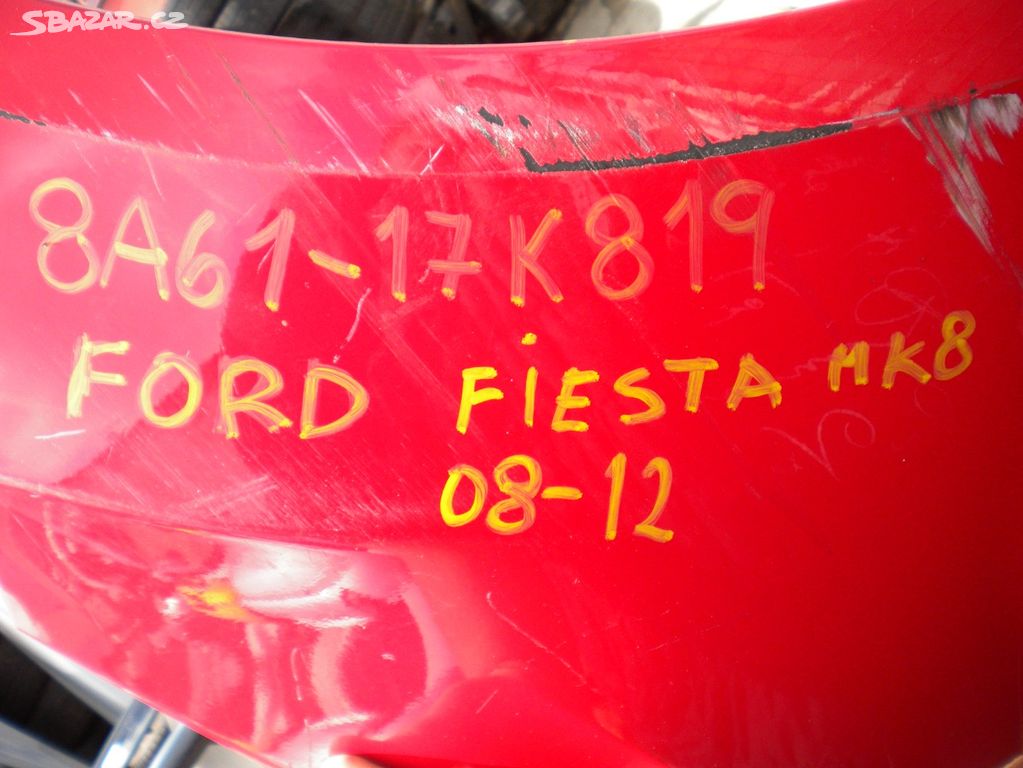 SBAZAR.CZ
8A61-17K819
FORD FIESTA MK8
08-12